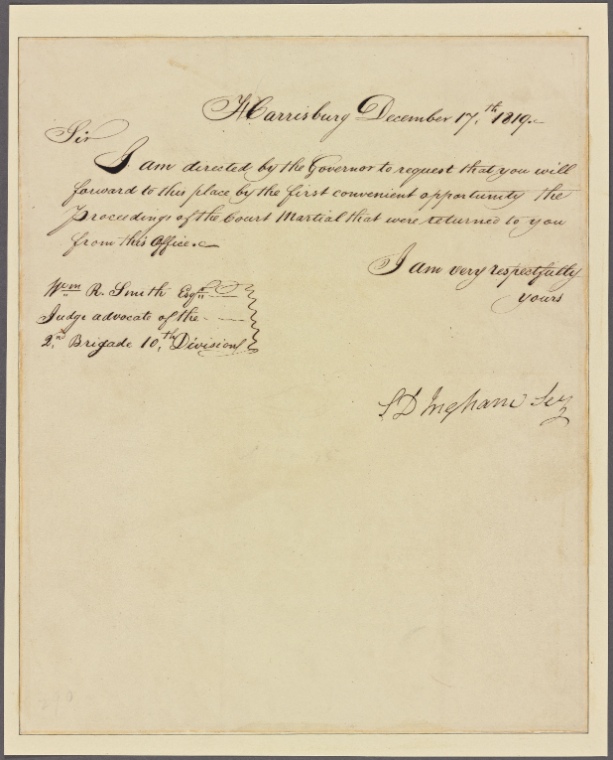 Harrisburg December 17,th 1819.
Sir
I am directed by the Governor to request that you will
forward to this place by the first convenient opportunity the
Proceedings of the Court Martial that were returned to you
from this Office.
I am very respectfully
yours
Wm R. Smith Esqr
Judge advocate of the
2,d Brigade 10,th Division
S D Ingham Secy